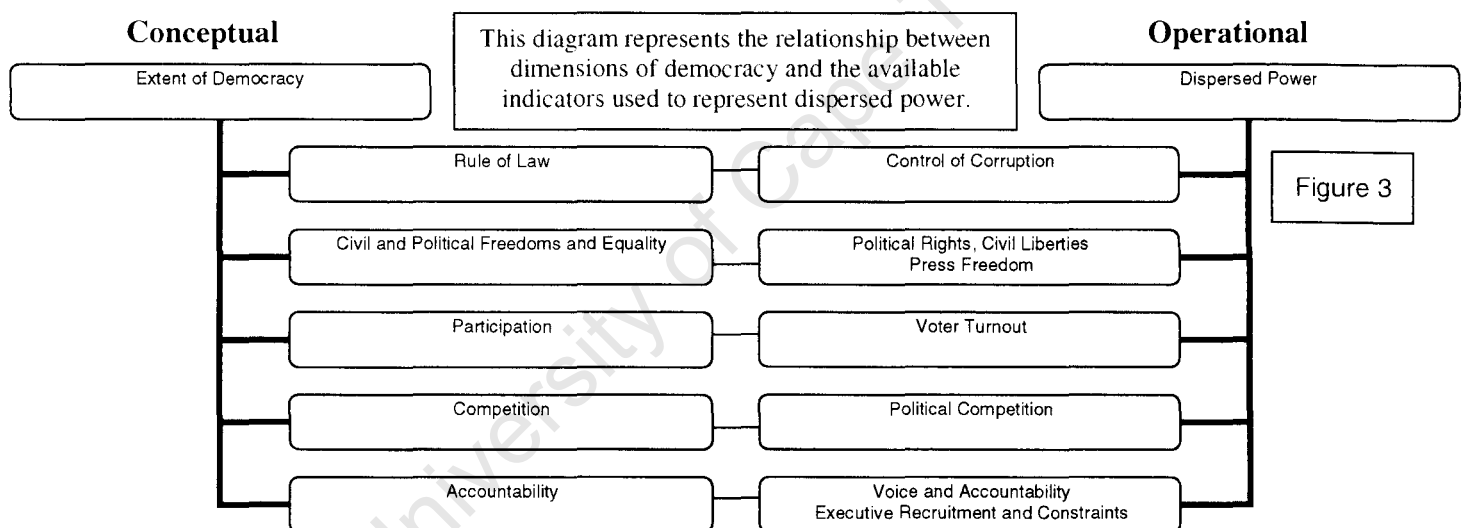 Conceptual
Operational
This diagram represents the relationship between
dimensions of democracy and the available
indicators used to represent dispersed power.
Extent of Democracy
Dispersed Power
Rule of Law
Control of Corruption
Figure 3
Civil and Political Freedoms and Equality
Political Rights, Civil Liberties
Press Freedom
Participation
Voter Turnout
Competition
Political Competition
Accountability
Voice and Accountability
Executive Recruitment and Constraints
University of Cape